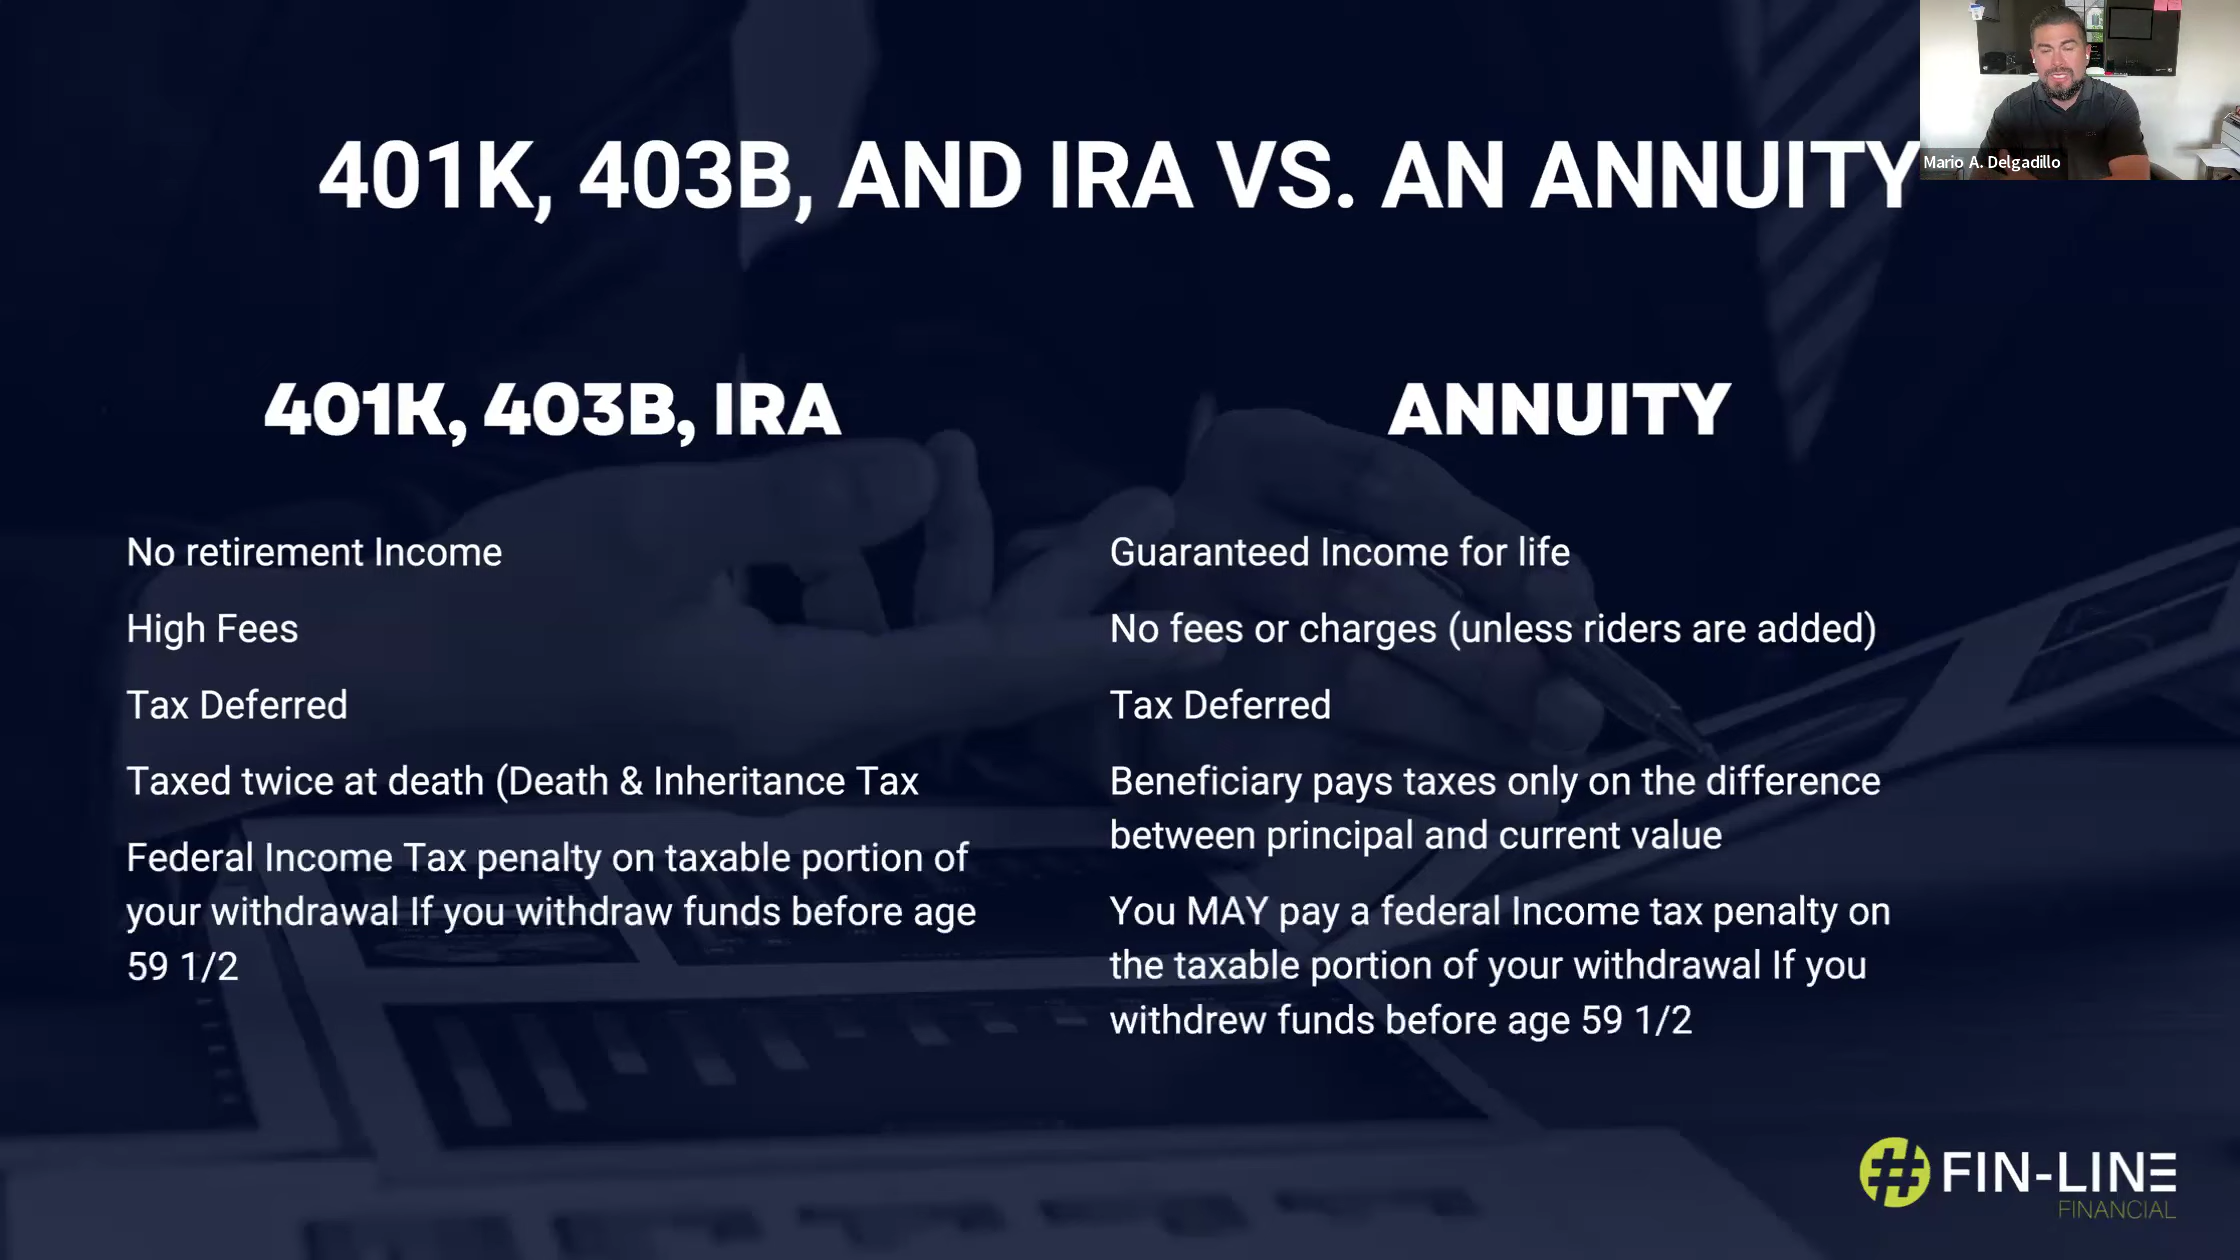 Mario A. Delgadillo
401K, 403B, AND IRA VS. AN ANNUITY
401K, 403B, IRA
No retirement Income
High Fees
Tax Deferred
Taxed twice at death (Death & Inheritance Tax
Federal Income Tax penalty on taxable portion of
your withdrawal If you withdraw funds before age
59 1/2
ANNUITY
Guaranteed Income for life
No fees or charges (unless riders are added)
Tax Deferred
Beneficiary pays taxes only on the difference
between principal and current value
You MAY pay a federal Income tax penalty on
the taxable portion of your withdrawal If you
withdrew funds before age 59 1/2
FIN-LINE
FINANCIAL